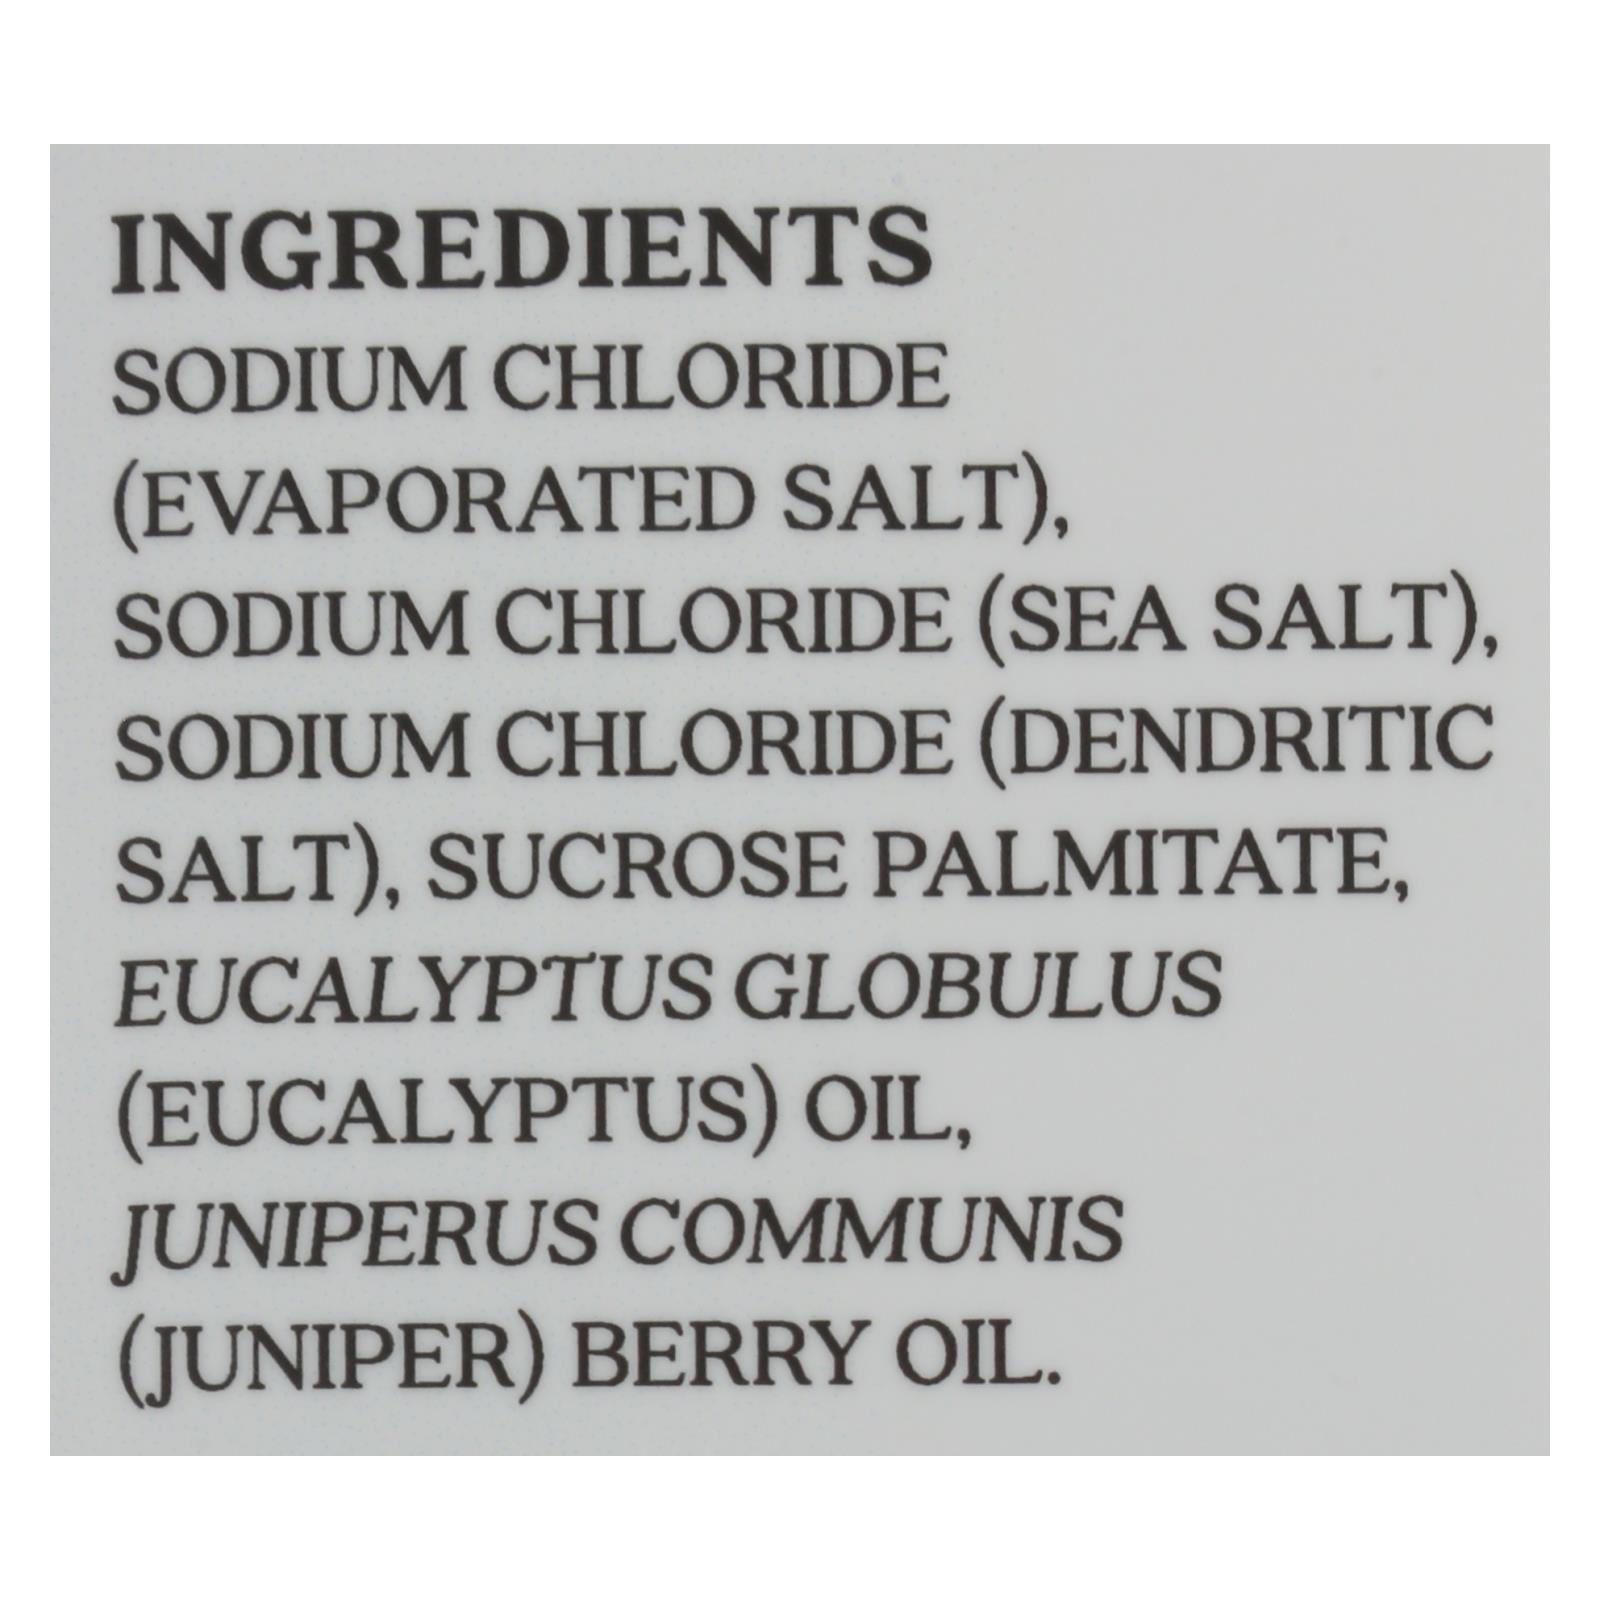 INGREDIENTS
SODIUM CHLORIDE
(EVAPORATED SALT),
SODIUM CHLORIDE (SEA SALT),
SODIUM CHLORIDE (DENDRITIC
SALT), SUCROSE PALMITATE,
EUCALYPTUS GLOBULUS
(EUCALYPTUS) OIL,
JUNIPERUS COMMUNIS
(JUNIPER) BERRY OIL.